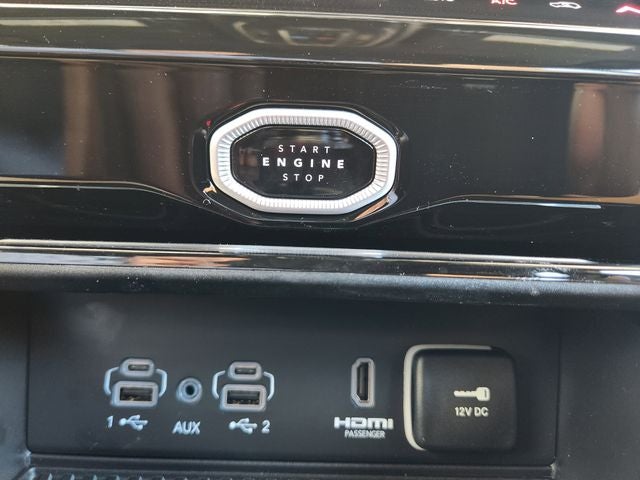 A/C
START
ENGINE
STOP
1
AUX
2
HDMI
PASSENGER
12V DC